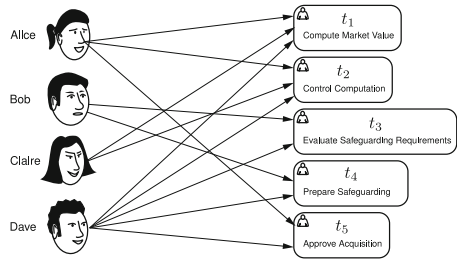 Alice
t1
Compute Market Value
t2
Control Computation
Bob
t3
Evaluate Safeguarding Requirements
Claire
t4
Prepare Safeguarding
Dave
t5
Approve Acquisition